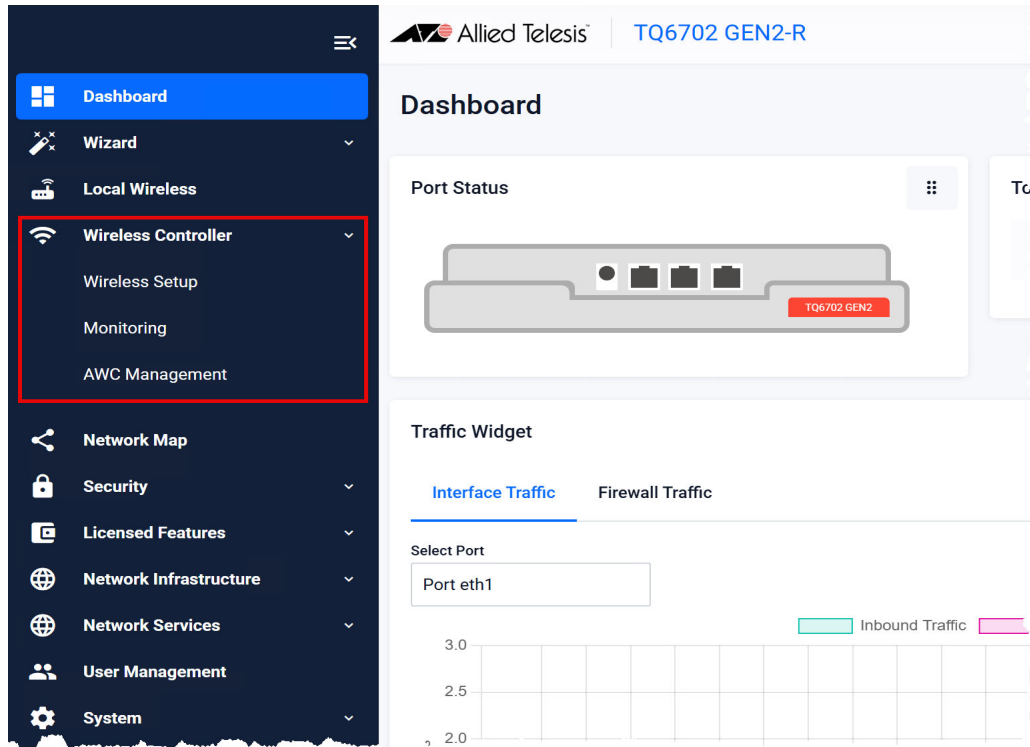 Allied Telesis™ TQ6702 GEN2-R
Dashboard
Wizard
Local Wireless
Wireless Controller
Wireless Setup
Monitoring
AWC Management
Network Map
Security
Licensed Features
Network Infrastructure
Network Services
User Management
System
Dashboard
Port Status
TQ6702 GEN2
Traffic Widget
Interface Traffic Firewall Traffic
Select Port
Port eth1
Inbound Traffic
3.0
2.5
2.0